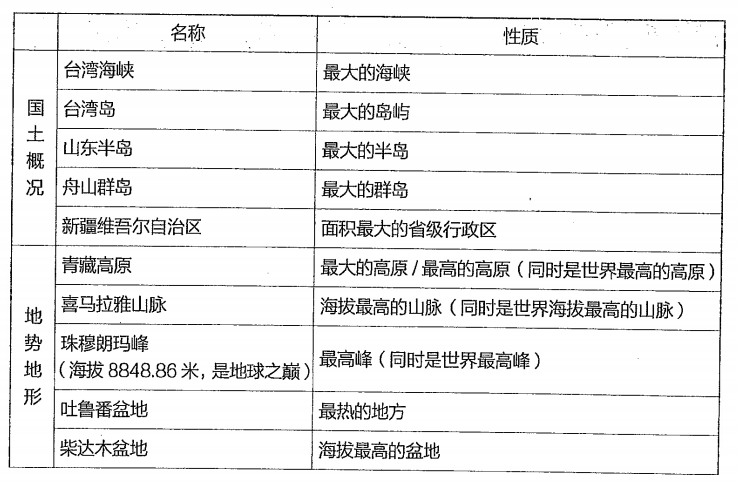 名称 性质
国土概况
台湾海峡 最大的海峡
台湾岛 最大的岛屿
山东半岛 最大的半岛
舟山群岛 最大的群岛
新疆维吾尔自治区 面积最大的省级行政区
地势地形
青藏高原 最大的高原/最高的高原(同时是世界最高的高原)
喜马拉雅山脉 海拔最高的山脉(同时是世界海拔最高的山脉)
珠穆朗玛峰
(海拔8848.86米,是地球之巅) 最高峰(同时是世界最高峰)
吐鲁番盆地 最热的地方
柴达木盆地 海拔最高的盆地